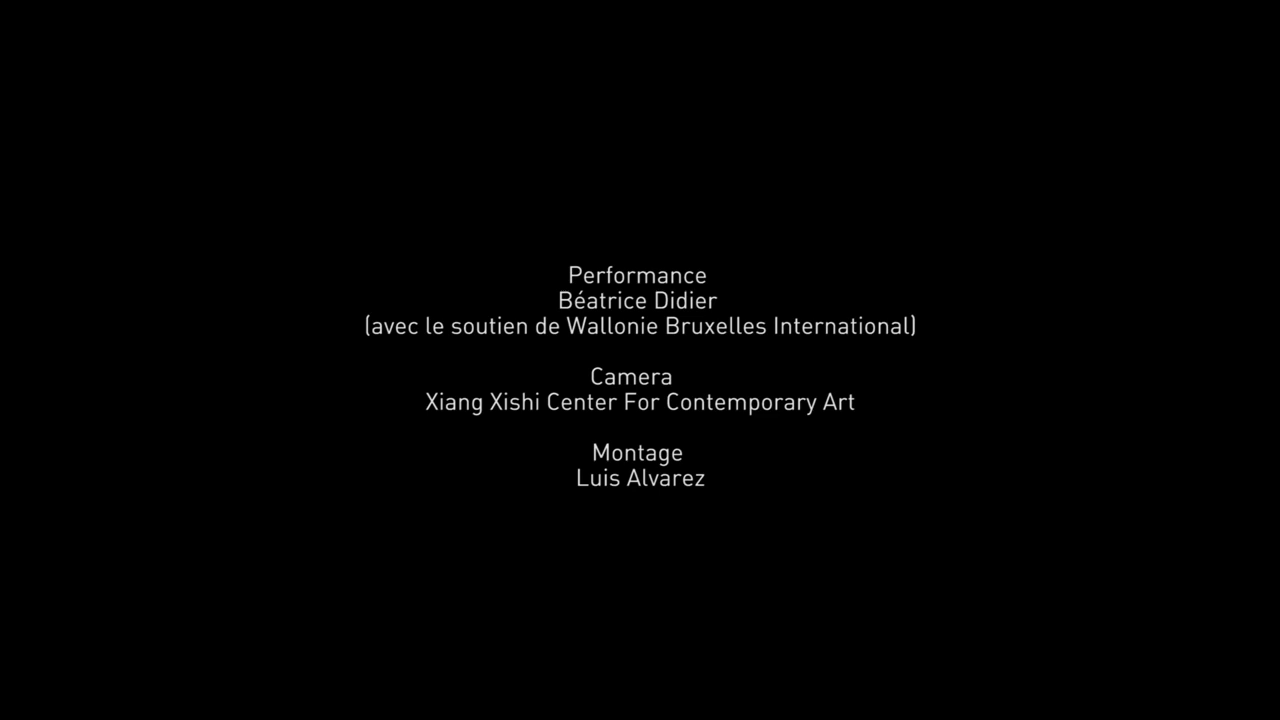 Performance
Béatrice Didier
(avec le soutien de Wallonie Bruxelles International)
Camera
Xiang Xishi Center For Contemporary Art
Montage
Luis Alvarez